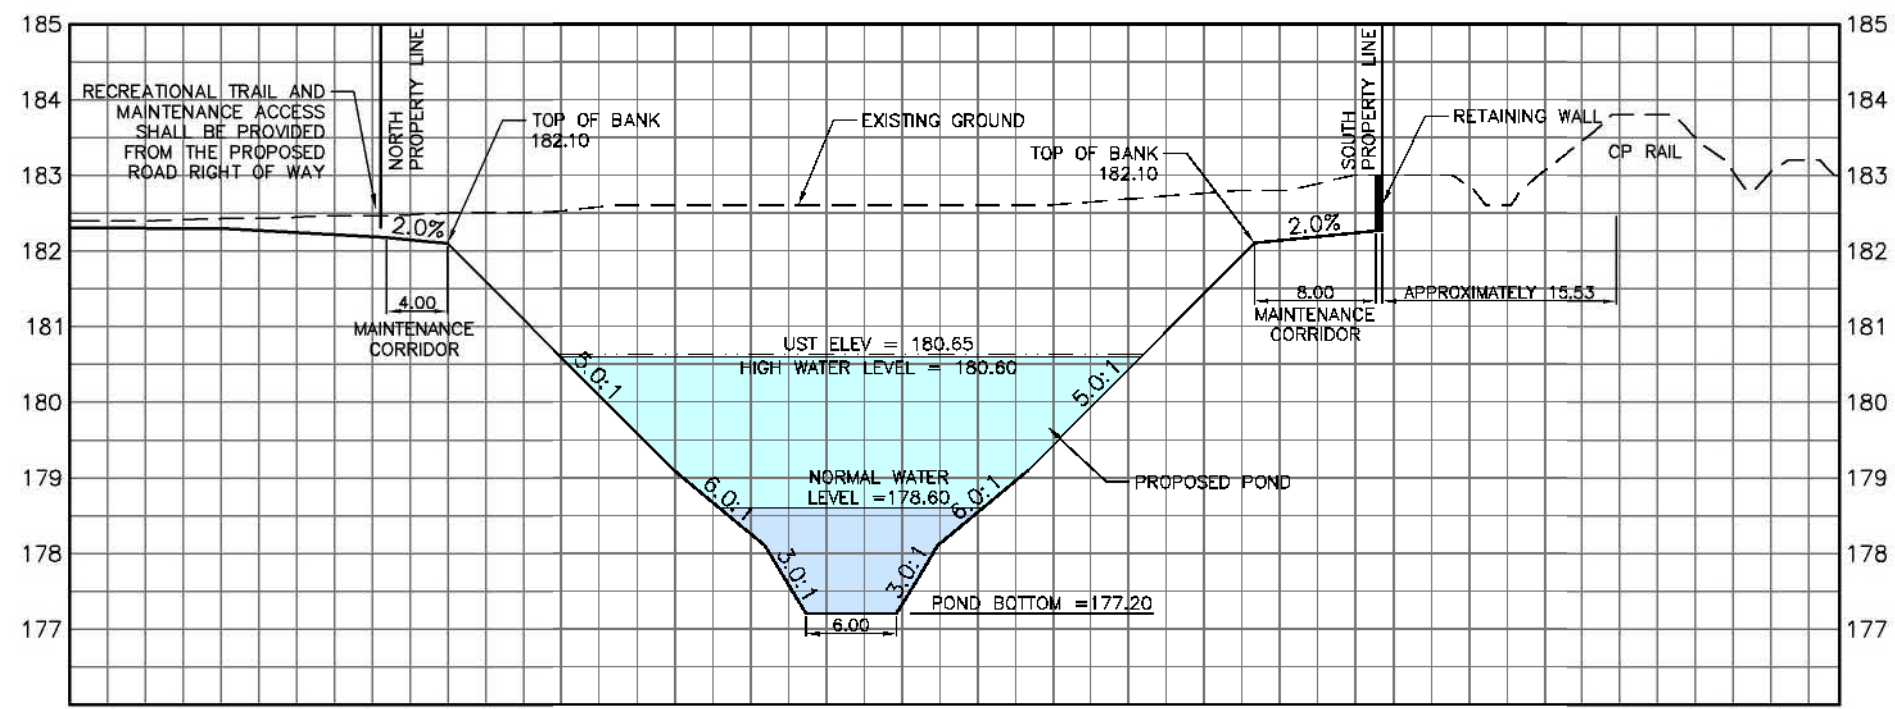 185
184
183
182
181
180
179
178
177
RECREATIONAL TRAIL AND
MAINTENANCE ACCESS
SHALL BE PROVIDED
FROM THE PROPOSED
ROAD RIGHT OF WAY
NORTH
PROPERTY LINE
TOP OF BANK
182.10
EXISTING GROUND
TOP OF BANK
182.10
SOUTH
PROPERTY LINE
RETAINING WALL
CP RAIL
2.0%
2.0%
4.00
MAINTENANCE
CORRIDOR
8.00
MAINTENANCE
CORRIDOR
APPROXIMATELY 15.53
UST ELEV = 180.65
HIGH WATER LEVEL = 180.60
5.0:1
5.0:1
NORMAL WATER
LEVEL =178.60
6.0:1
6.0:1
PROPOSED POND
3.0:1
3.0:1
POND BOTTOM =177.20
6.00
185
184
183
182
181
180
179
178
177